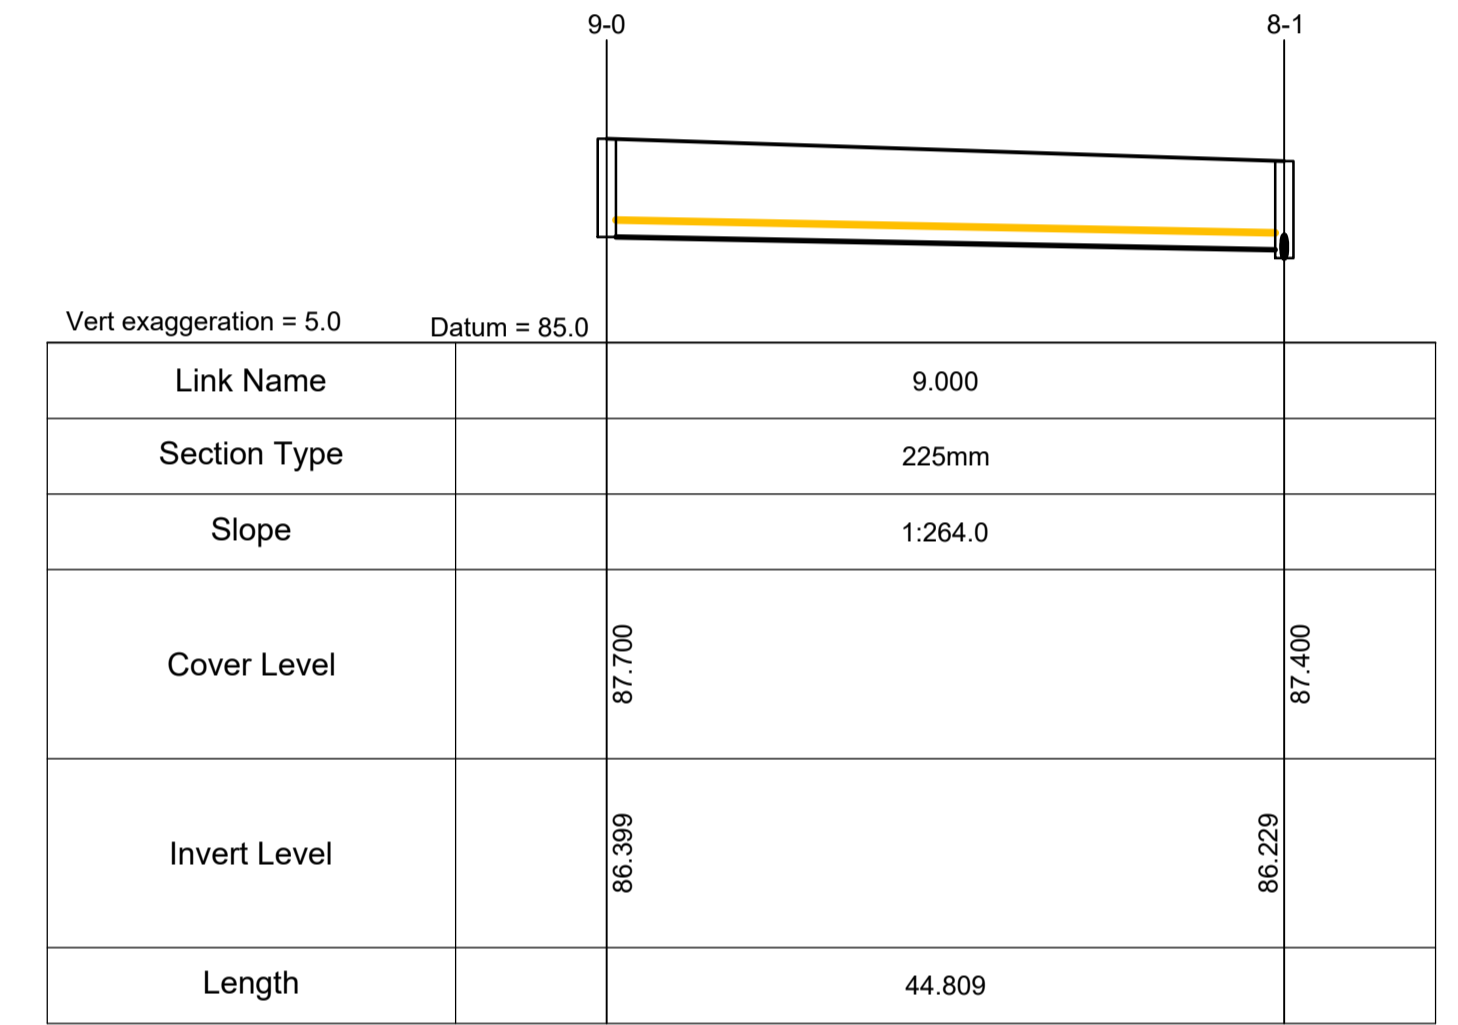 9-0 8-1
Vert exaggeration = 5.0 Datum = 85.0
Link Name 9.000
Section Type 225mm
Slope 1:264.0
Cover Level 87.700 87.400
Invert Level 86.399 86.229
Length 44.809